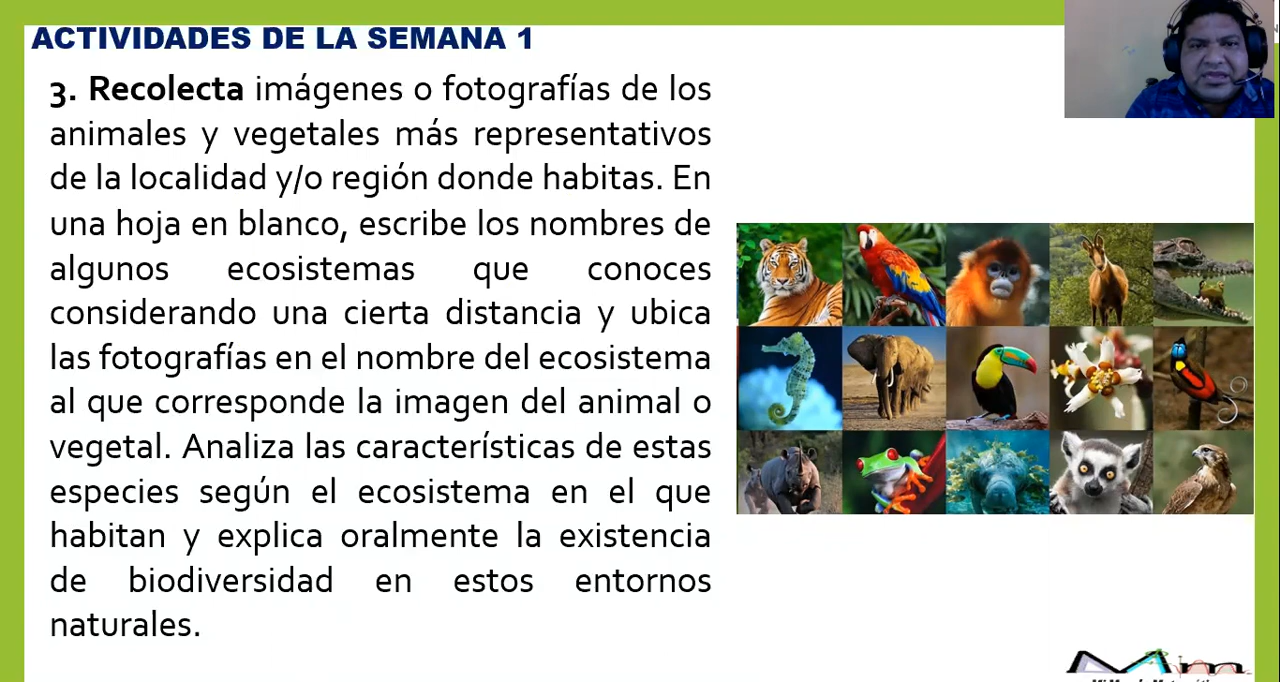 ACTIVIDADES DE LA SEMANA 1
3. Recolecta imágenes o fotografías de los
animales y vegetales más representativos
de la localidad y/o región donde habitas. En
una hoja en blanco, escribe los nombres de
algunos ecosistemas que conoces
considerando una cierta distancia y ubica
las fotografías en el nombre del ecosistema
al que corresponde la imagen del animal o
vegetal. Analiza las características de estas
especies según el ecosistema en el que
habitan y explica oralmente la existencia
de biodiversidad en estos entornos
naturales.